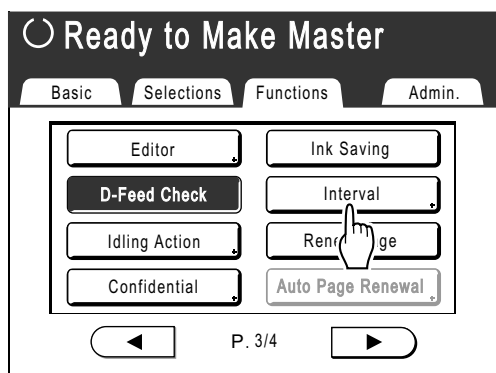 Ready to Make Master
Basic Selections Functions Admin.
Editor Ink Saving
D-Feed Check Interval
Idling Action
Confidential Auto Page Renewal
P. 3/4